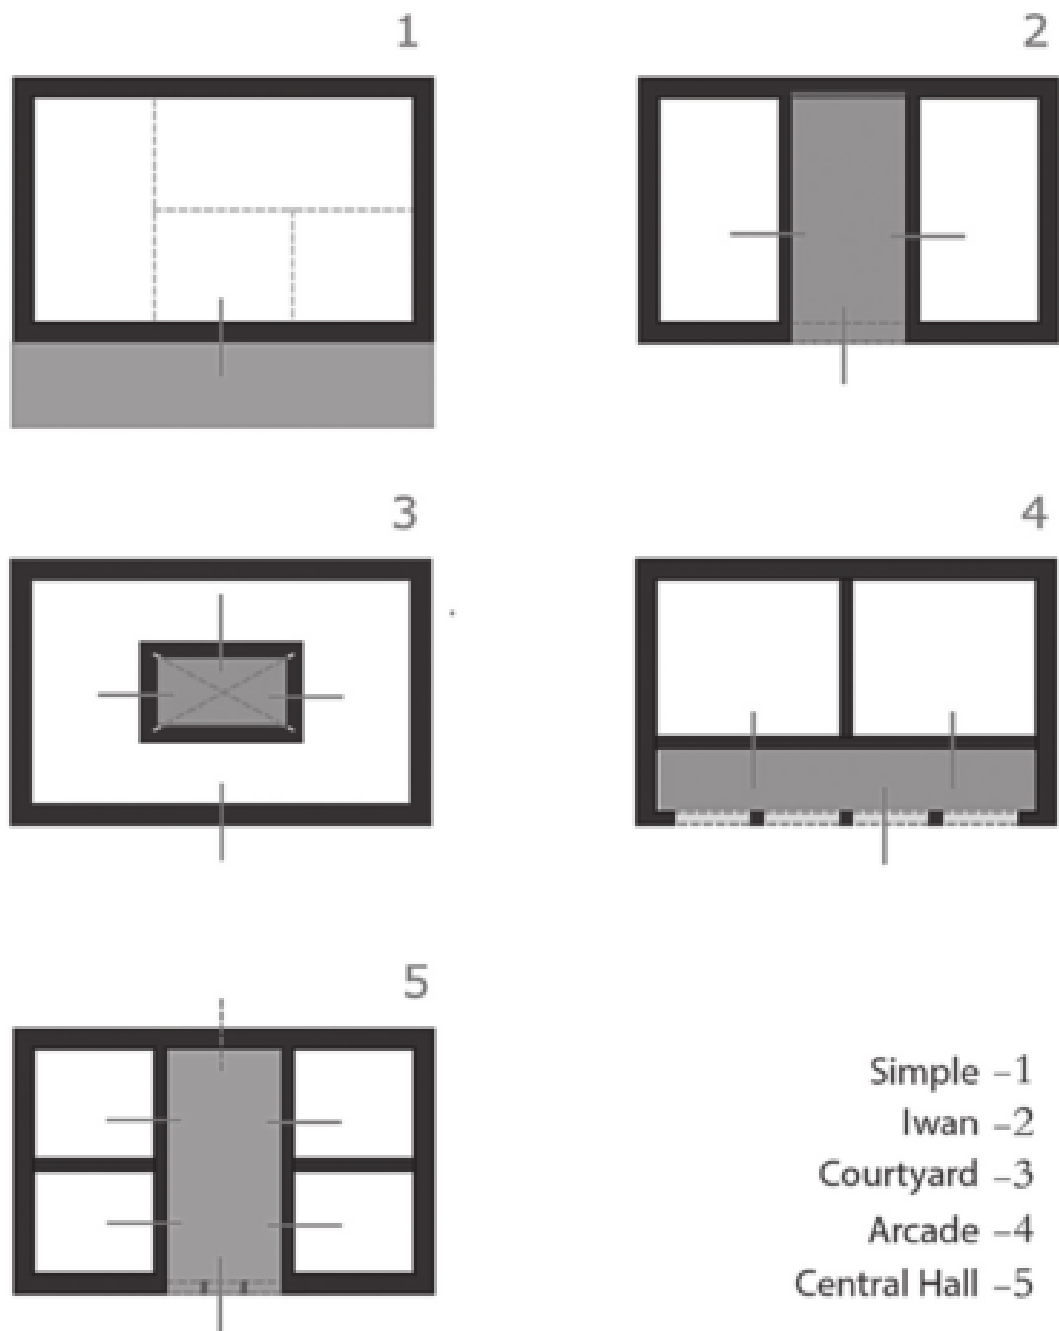 1
2
3
4
5
Simple –1
Iwan –2
Courtyard –3
Arcade –4
Central Hall –5